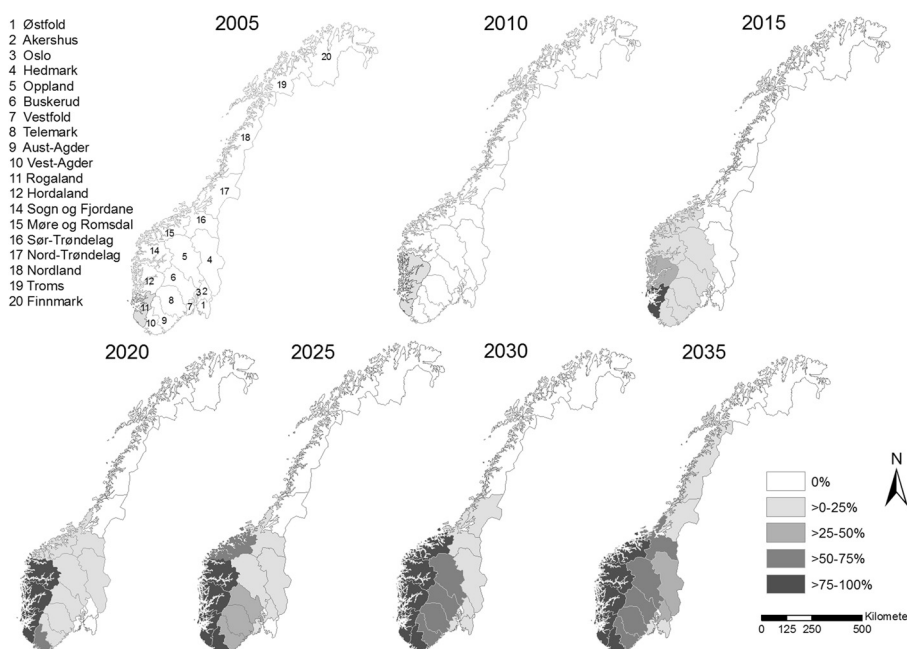 1 Østfold
2 Akershus
3 Oslo
4 Hedmark
5 Oppland
6 Buskerud
7 Vestfold
8 Telemark
9 Aust-Agder
10 Vest-Agder
11 Rogaland
12 Hordaland
14 Sogn og Fjordane
15 Møre og Romsdal
16 Sør-Trøndelag
17 Nord-Trøndelag
18 Nordland
19 Troms
20 Finnmark
2005
20
19
18
17
16
15
14
5
4
12
6
8
3 2
11
7
1
10
9
2010
2015
2020
2025
2030
2035
N
0%
>0-25%
>25-50%
>50-75%
>75-100%
Kilomete
0 125 250 500